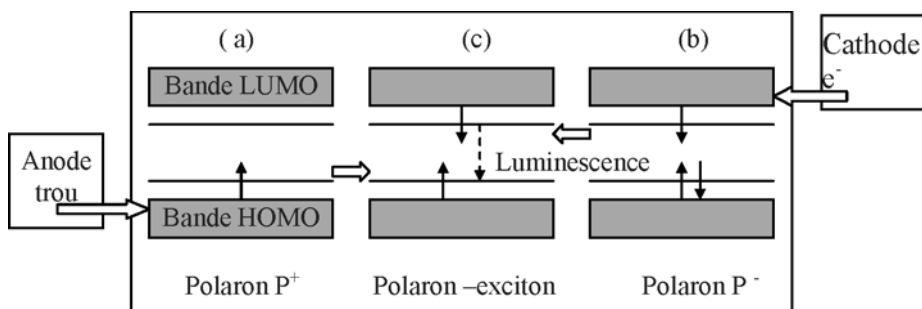 ( a) (c) (b)
Cathode
e⁻
Bande LUMO
Anode
trou
Luminescence
Bande HOMO
Polaron P⁺ Polaron –exciton Polaron P⁻